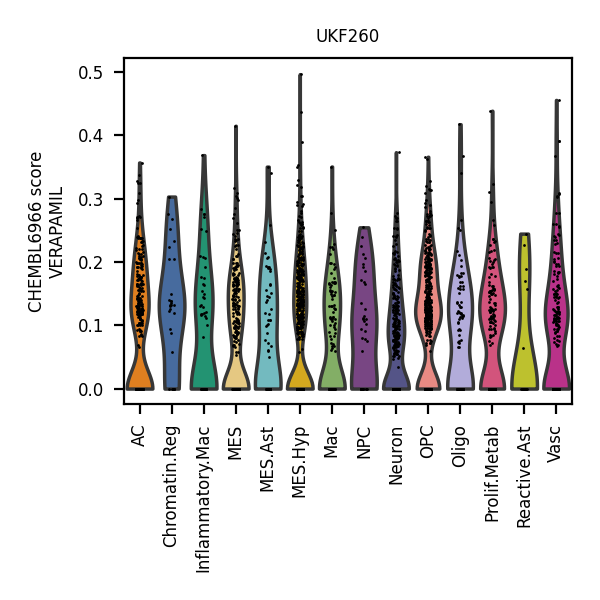 UKF260
CHEMBL6966 score
VERAPAMIL
0.5
0.4
0.3
0.2
0.1
0.0
AC
Chromatin.Reg
Inflammatory.Mac
MES
MES.Ast
MES.Hyp
Mac
NPC
Neuron
OPC
Oligo
Prolif.Metab
Reactive.Ast
Vasc